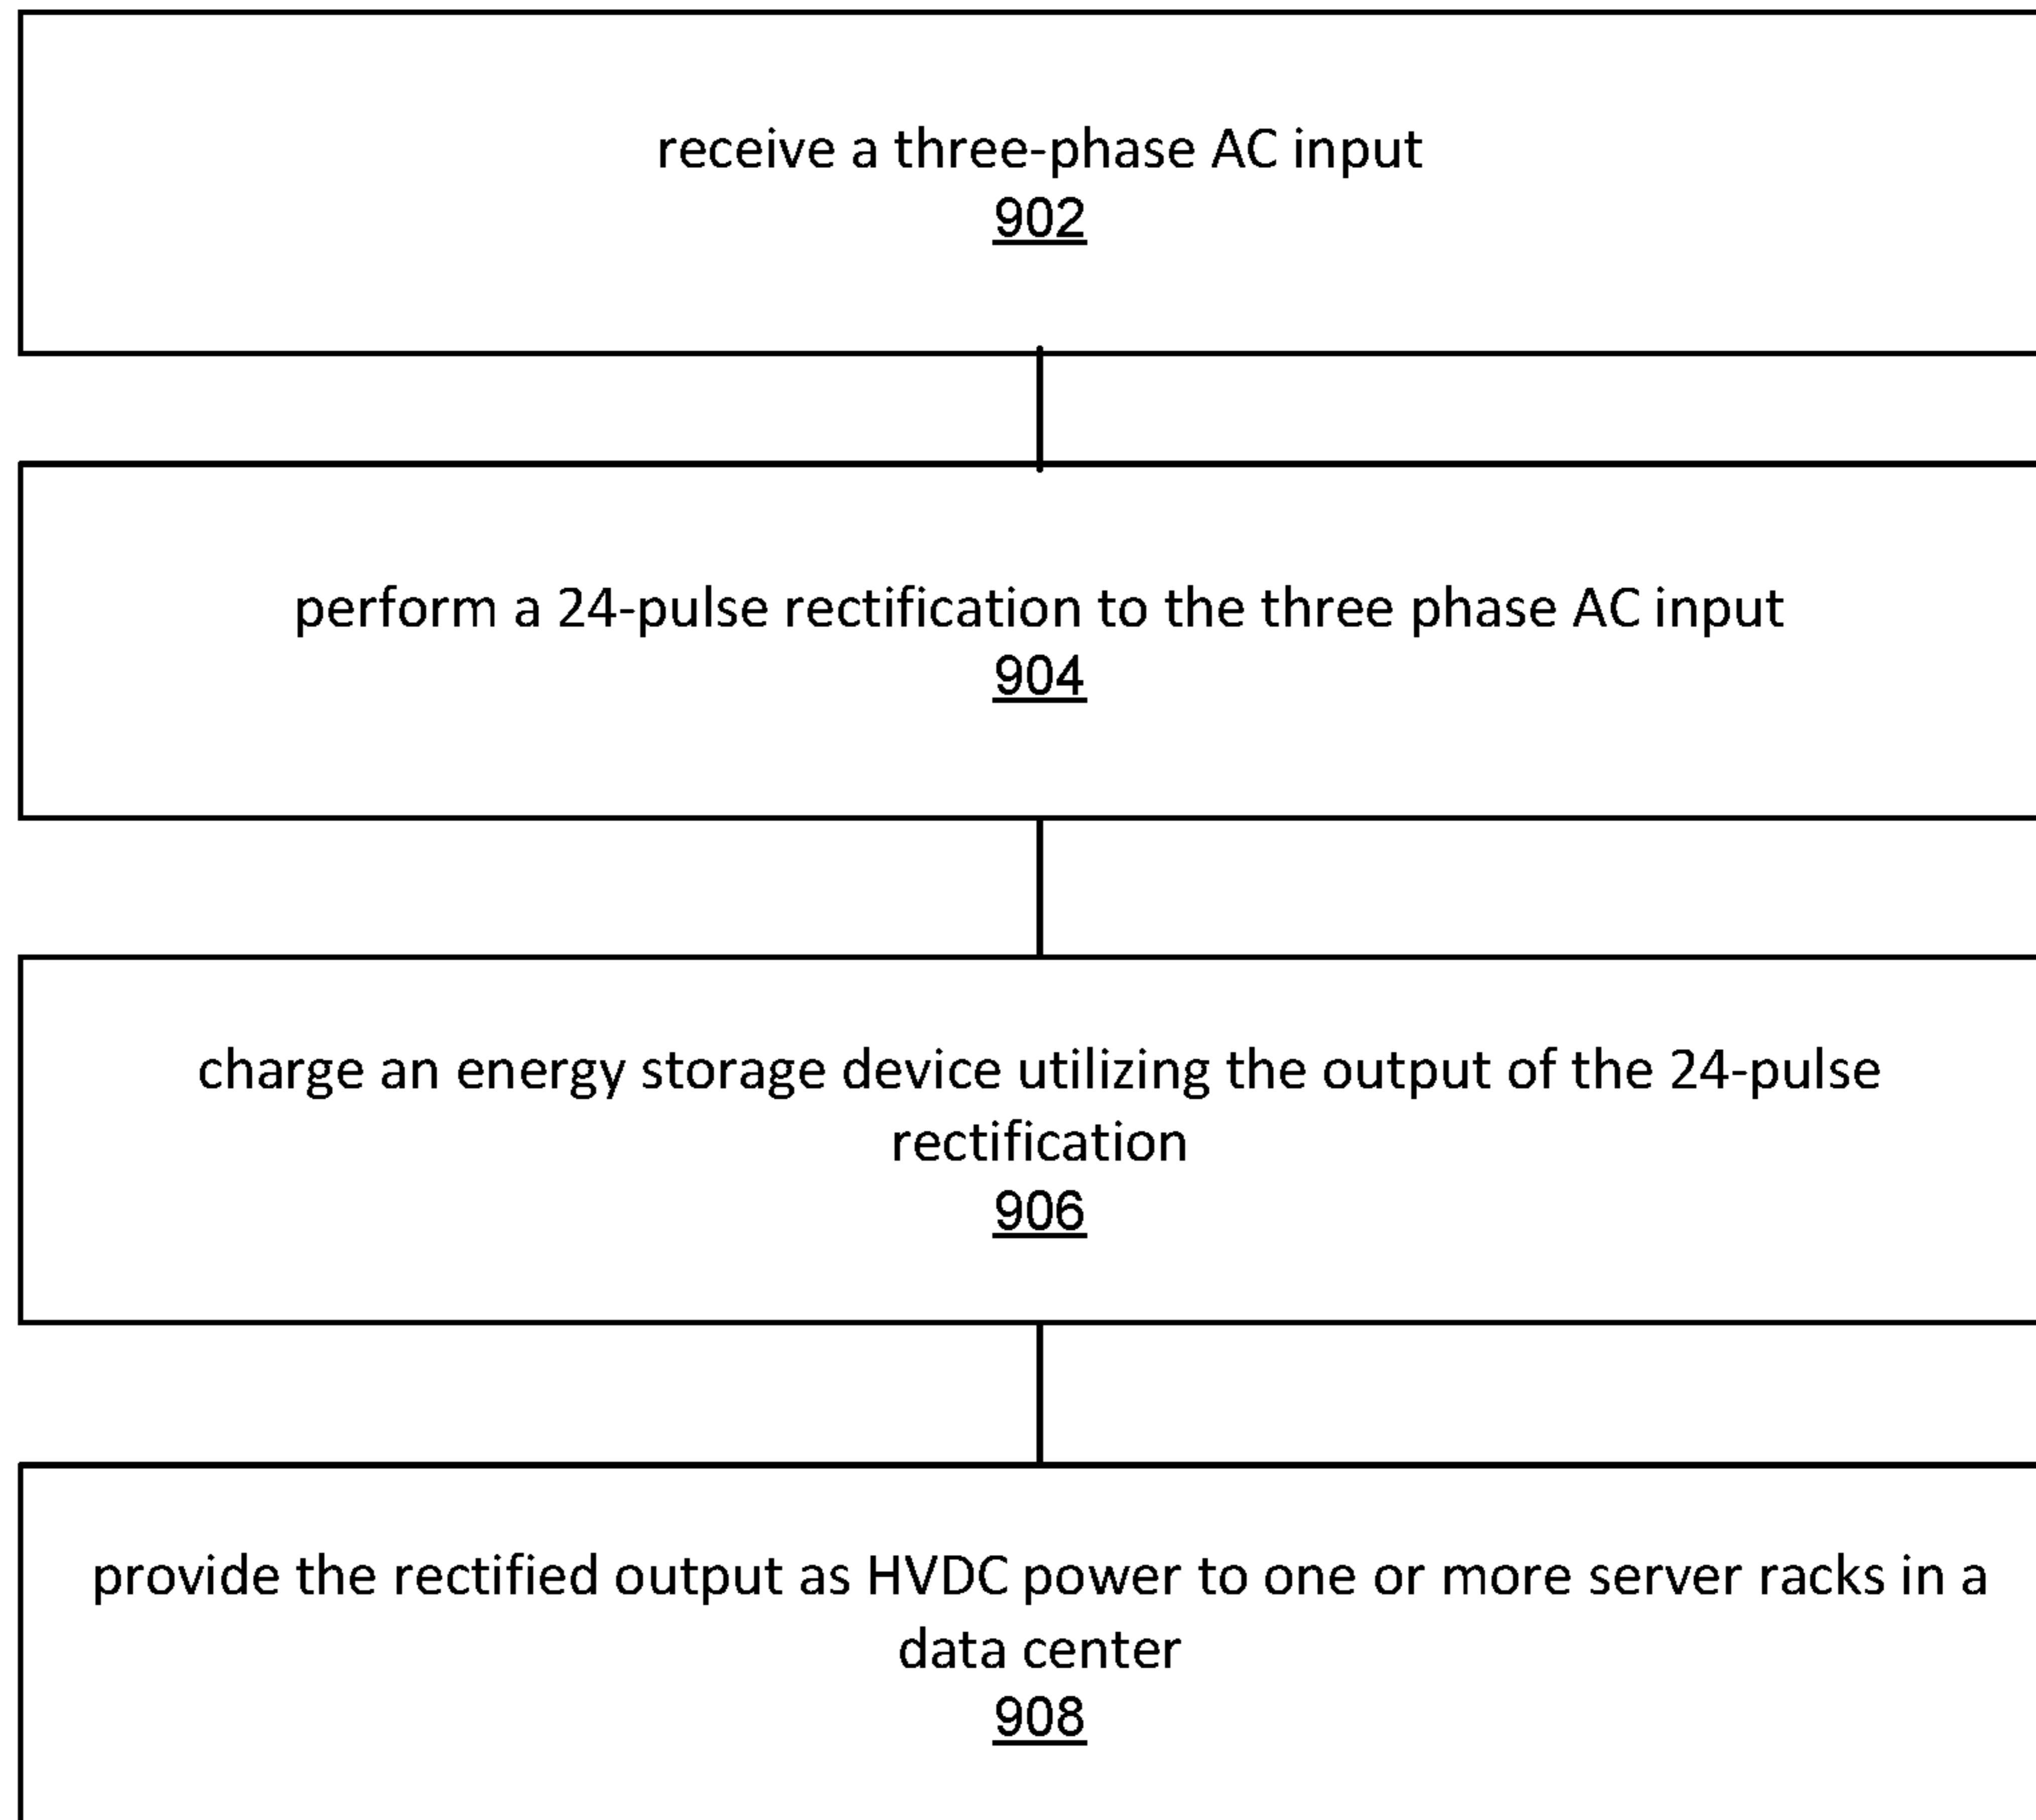 receive a three-phase AC input
902
perform a 24-pulse rectification to the three phase AC input
904
charge an energy storage device utilizing the output of the 24-pulse
rectification
906
provide the rectified output as HVDC power to one or more server racks in a
data center
908